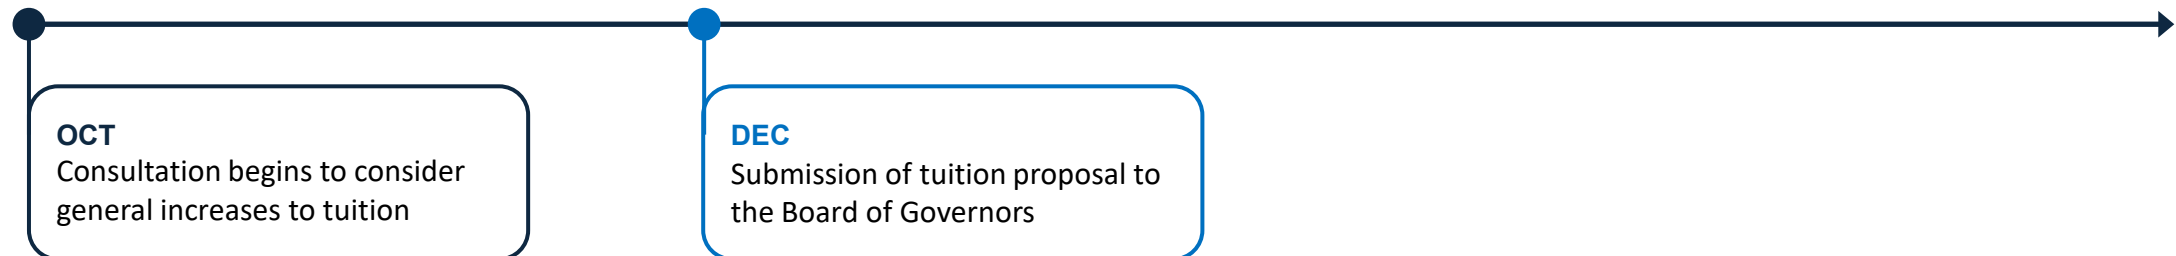 OCT
Consultation begins to consider
general increases to tuition
DEC
Submission of tuition proposal to
the Board of Governors